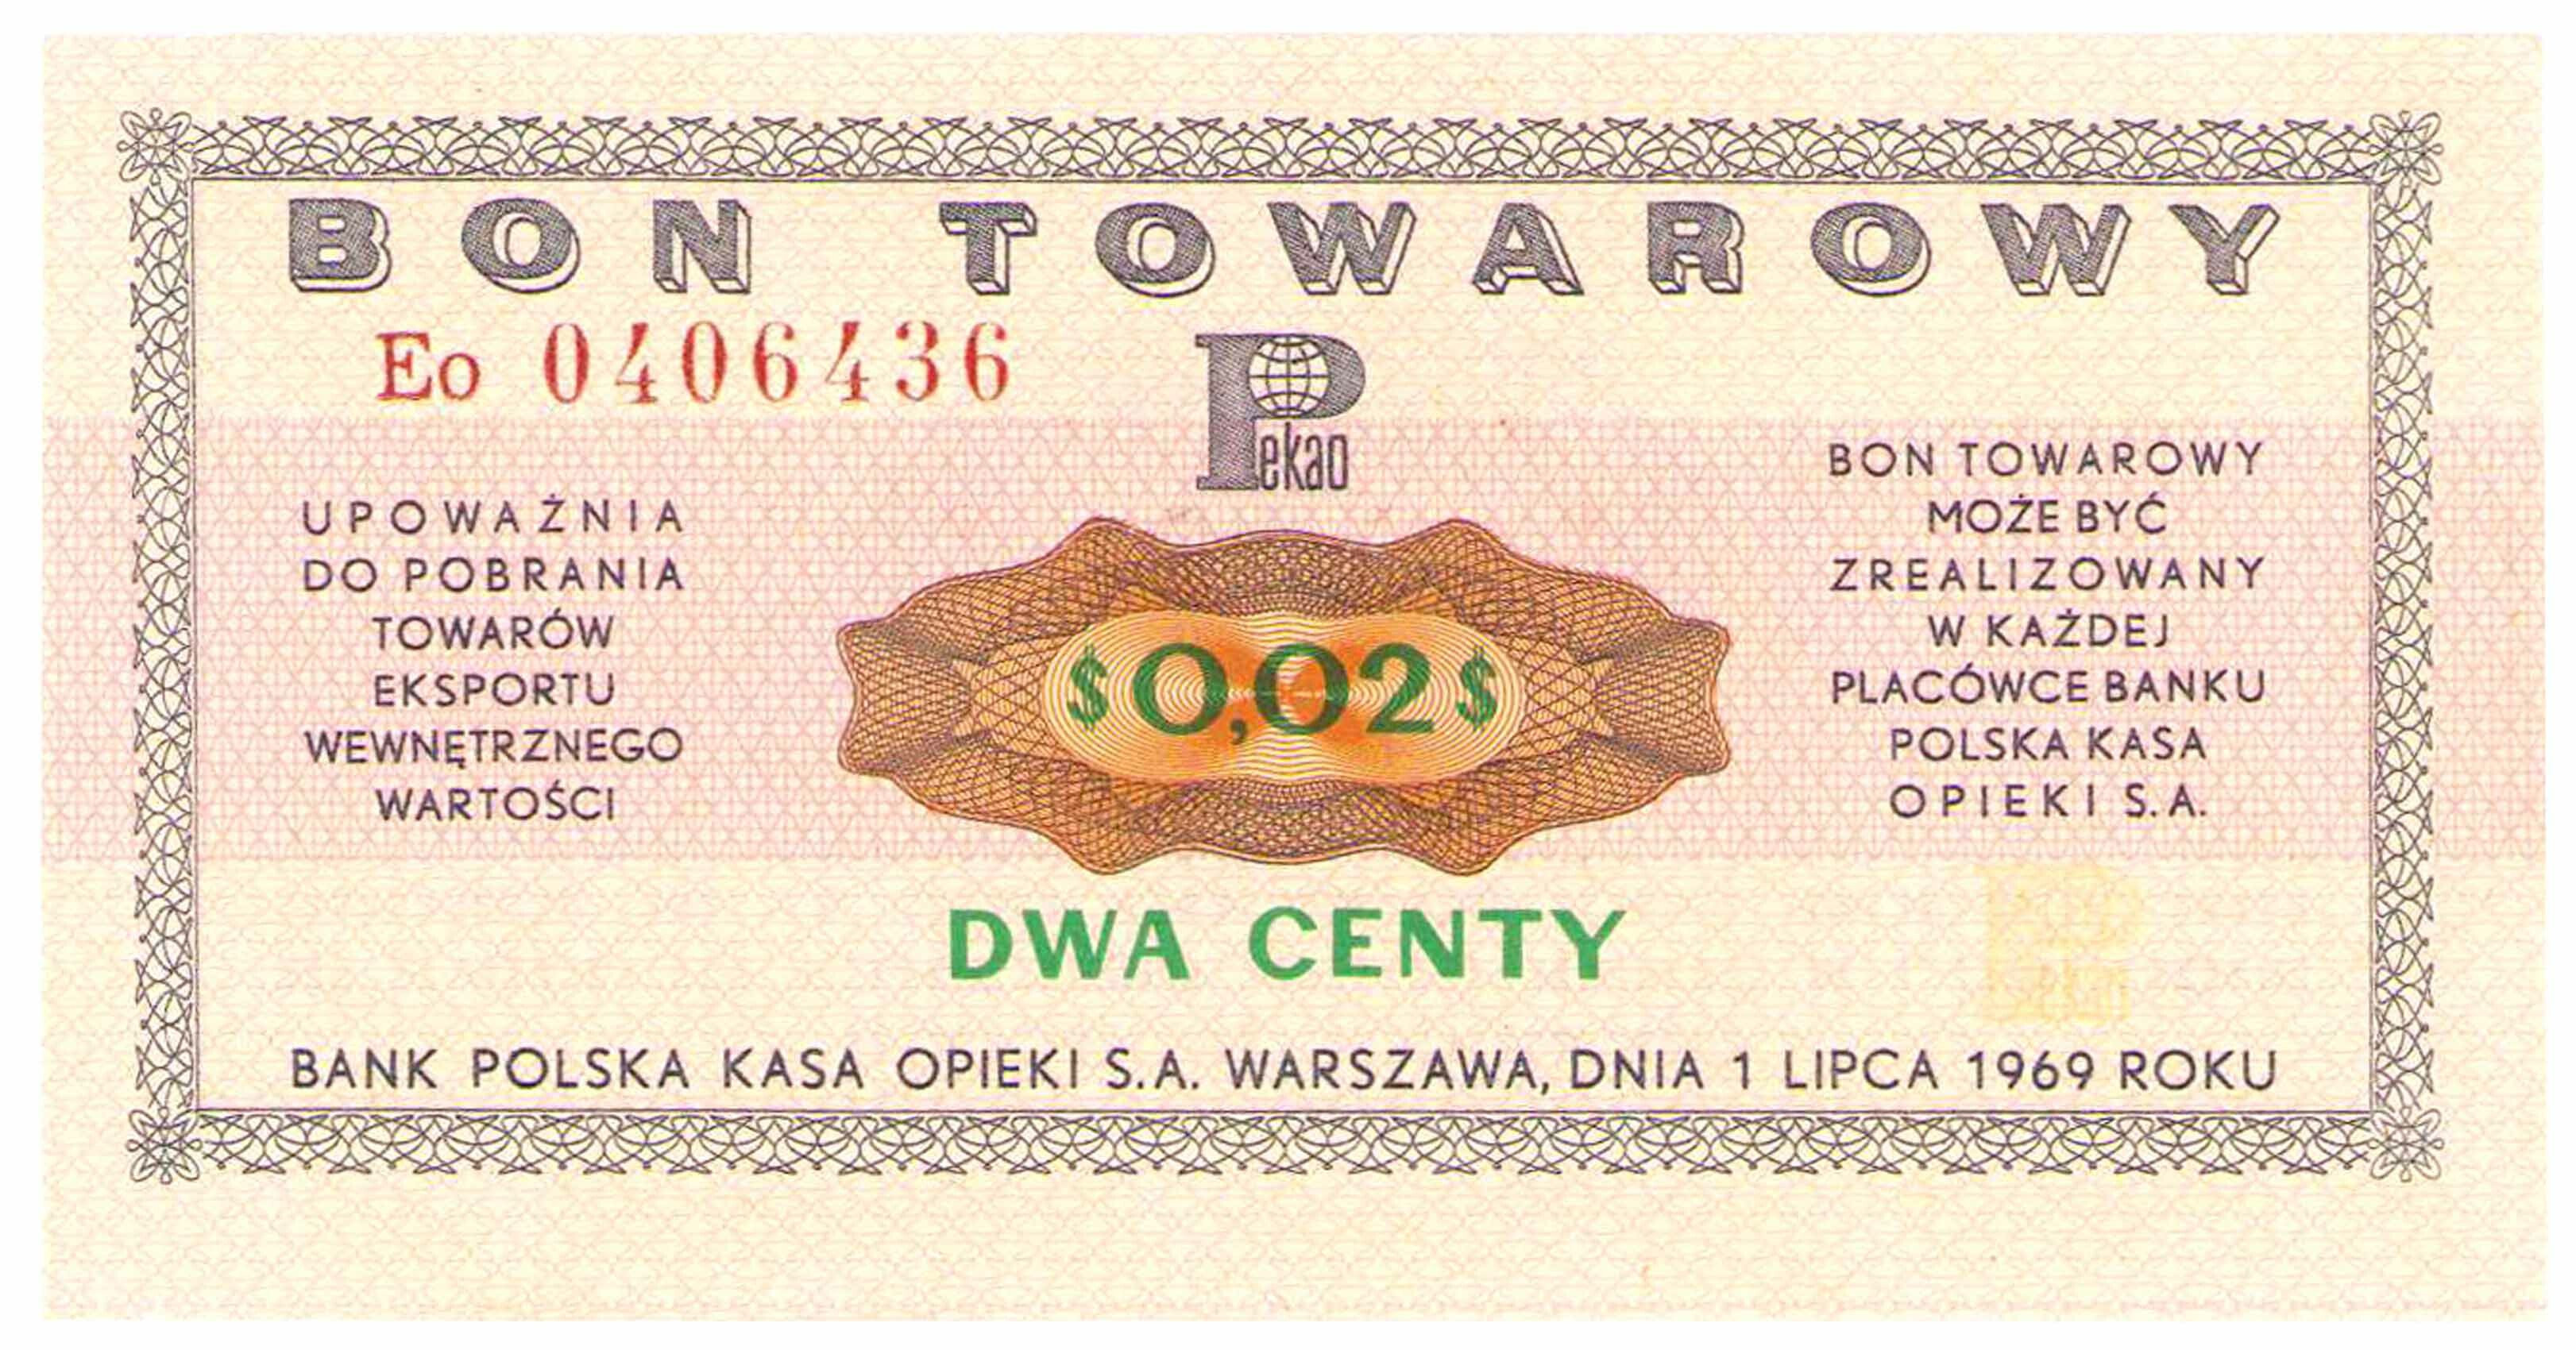 BON TOWAROWY
Eo 0406436
Pekao
UPOWAŻNIA
DO POBRANIA
TOWARÓW
EKSPORTU
WEWNĘTRZNEGO
WARTOŚCI
$0,02$
BON TOWAROWY
MOŻE BYĆ
ZREALIZOWANY
W KAŻDEJ
PLACÓWCE BANKU
POLSKA KASA
OPIEKI S.A.
DWA CENTY
Pekao
BANK POLSKA KASA OPIEKI S.A. WARSZAWA, DNIA 1 LIPCA 1969 ROKU